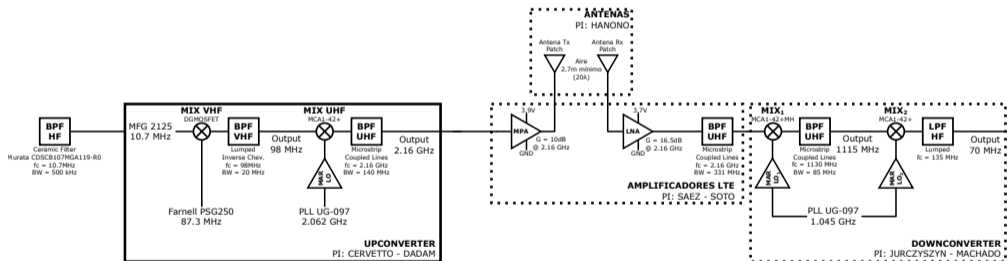 BPF
HF
Ceramic Filter
Murata CDSCB107MGA119-R0
fc = 10.7MHz
BW = 500 kHz
MFG 2125
10.7 MHz
MIX VHF
DGMOSFET
BPF
VHF
Lumped
Inverse Chev.
fc = 98MHz
BW = 20 MHz
Output
98 MHz
MIX UHF
MCA1-42+
MAR
LO
BPF
UHF
Microstrip
Coupled Lines
fc = 2.16 GHz
BW = 140 MHz
Output
2.16 GHz
Farnell PSG250
87.3 MHz
PLL UG-097
2.062 GHz
UPCONVERTER
PI: CERVETTO - DADAM
ANTENAS
PI: HANONO
Antena Tx
Patch
Antena Rx
Patch
Aire
2.7m mínimo
(20λ)
3.9V
MPA
GND
G = 10dB
@ 2.16 GHz
3.7V
LNA
GND
G = 16.5dB
@ 2.16 GHz
BPF
UHF
Microstrip
Coupled Lines
fc = 2.16 GHz
BW = 331 MHz
AMPLIFICADORES LTE
PI: SAEZ - SOTO
MIX₁
MCA1-42+MH
MAR
LO₁
BPF
UHF
Microstrip
Coupled Lines
fc = 1130 MHz
BW = 85 MHz
Output
1115 MHz
MIX₂
MCA1-42+
MAR
LO₂
LPF
HF
Lumped
fc = 135 MHz
Output
70 MHz
PLL UG-097
1.045 GHz
DOWNCONVERTER
PI: JURCZYSZYN - MACHADO